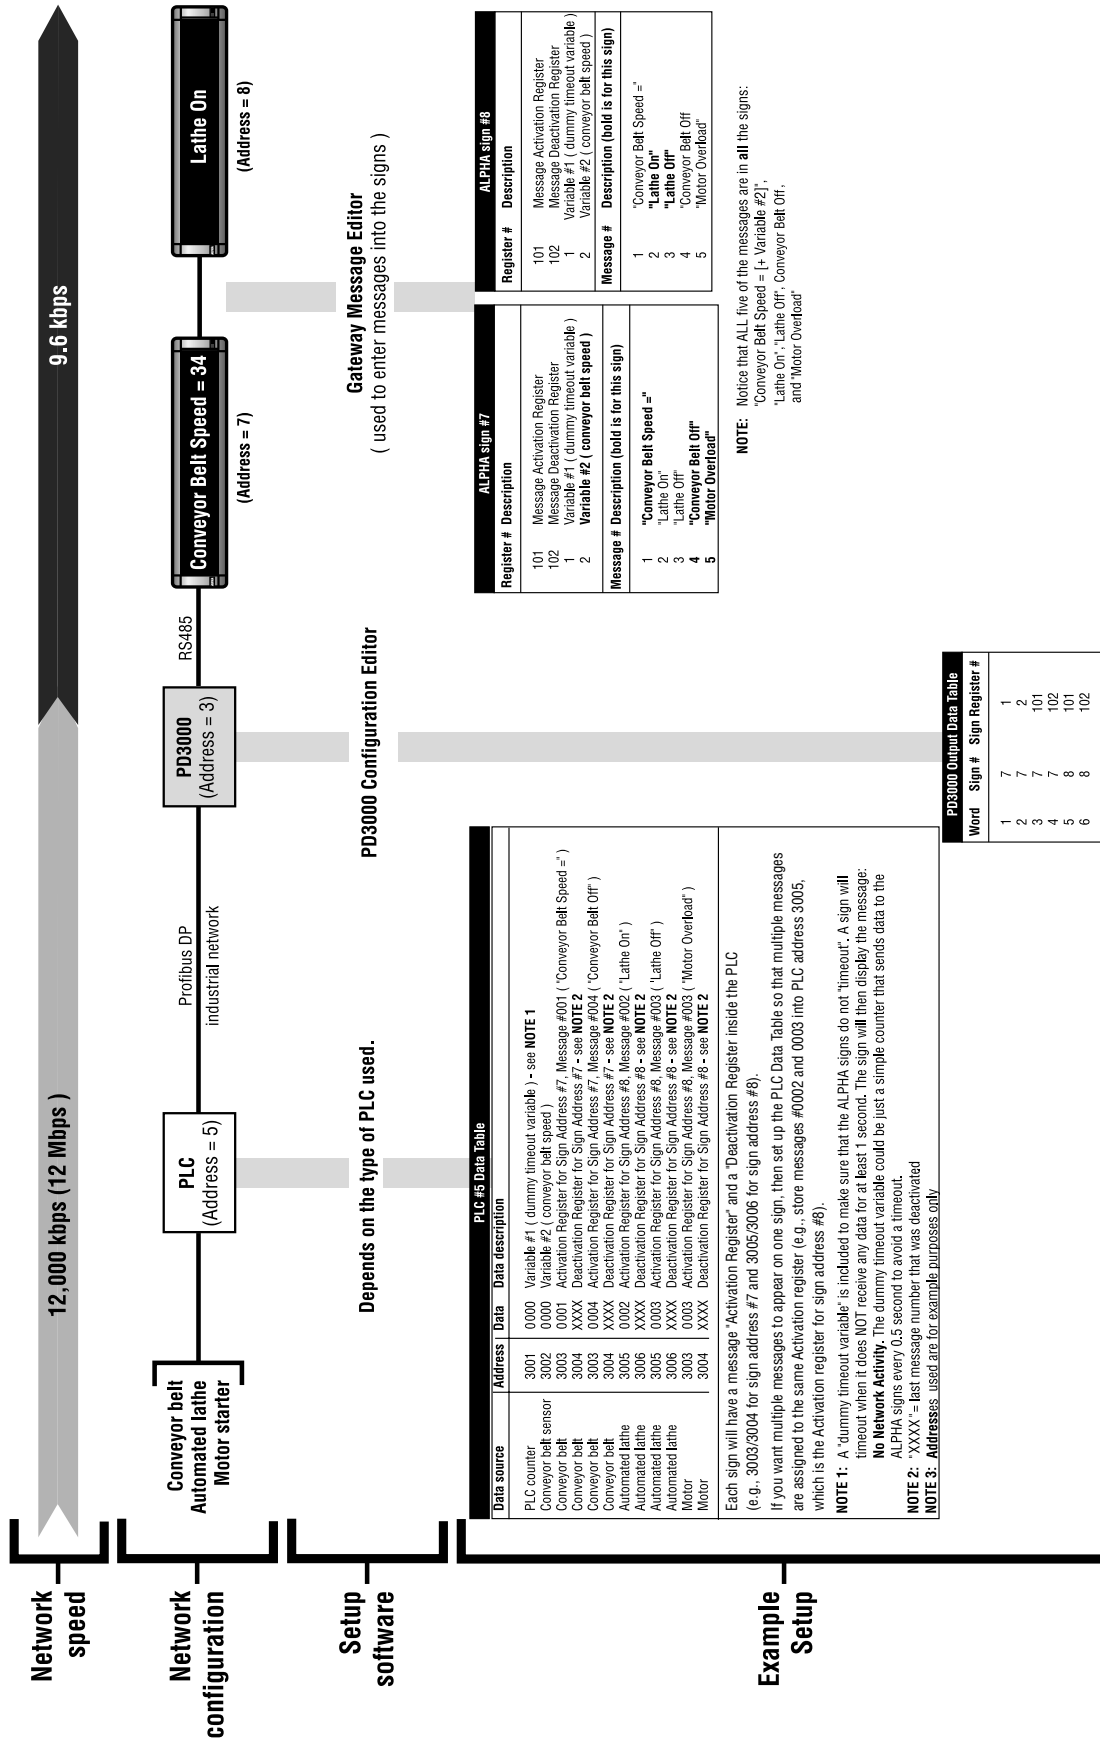 Network
speed
12,000 kbps (12 Mbps )
9.6 kbps
Network
configuration
Conveyor belt
Automated lathe
Motor starter
PLC
(Address = 5)
Profibus DP
industrial network
PD3000
(Address = 3)
RS485
Conveyor Belt Speed = 34
(Address = 7)
Lathe On
(Address = 8)
Setup
software
Depends on the type of PLC used.
PD3000 Configuration Editor
Gateway Message Editor
( used to enter messages into the signs )
Example
Setup
PLC #5 Data Table
Data source Address Data Data description
PLC counter 3001 0000 Variable #1 ( dummy timeout variable ) - see NOTE 1
Conveyor belt sensor 3002 0000 Variable #2 ( conveyor belt speed )
Conveyor belt 3003 0001 Activation Register for Sign Address #7, Message #001 ( "Conveyor Belt Speed =" )
Conveyor belt 3004 XXXX Deactivation Register for Sign Address #7 - see NOTE 2
Conveyor belt 3003 0004 Activation Register for Sign Address #7, Message #004 ( "Conveyor Belt Off" )
Conveyor belt 3004 XXXX Deactivation Register for Sign Address #7 - see NOTE 2
Automated lathe 3005 0002 Activation Register for Sign Address #8, Message #002 ( "Lathe On" )
Automated lathe 3006 XXXX Deactivation Register for Sign Address #8 - see NOTE 2
Automated lathe 3005 0003 Activation Register for Sign Address #8, Message #003 ( "Lathe Off" )
Automated lathe 3006 XXXX Deactivation Register for Sign Address #8 - see NOTE 2
Motor 3003 0003 Activation Register for Sign Address #8, Message #003 ( "Motor Overload" )
Motor 3004 XXXX Deactivation Register for Sign Address #8 - see NOTE 2
Each sign will have a message "Activation Register" and a "Deactivation Register inside the PLC
(e.g., 3003/3004 for sign address #7 and 3005/3006 for sign address #8).
If you want multiple messages to appear on one sign, then set up the PLC Data Table so that multiple messages
are assigned to the same Activation register (e.g., store messages #0002 and 0003 into PLC address 3005,
which is the Activation register for sign address #8).
NOTE 1: A "dummy timeout variable" is included to make sure that the ALPHA signs do not "timeout". A sign will
timeout when it does NOT receive any data for at least 1 second. The sign will then display the message:
No Network Activity. The dummy timeout variable could be just a simple counter that sends data to the
ALPHA signs every 0.5 second to avoid a timeout.
NOTE 2: "XXXX "= last message number that was deactivated
NOTE 3: Addresses used are for example purposes only
PD3000 Output Data Table
Word Sign # Sign Register #
1 7 1
2 7 2
3 7 101
4 7 102
5 8 101
6 8 102
ALPHA sign #7
Register # Description
101 Message Activation Register
102 Message Deactivation Register
1 Variable #1 ( dummy timeout variable )
2 Variable #2 ( conveyor belt speed )
Message # Description (bold is for this sign)
1 "Conveyor Belt Speed ="
2 "Lathe On"
3 "Lathe Off"
4 "Conveyor Belt Off"
5 "Motor Overload"
ALPHA sign #8
Register # Description
101 Message Activation Register
102 Message Deactivation Register
1 Variable #1 ( dummy timeout variable )
2 Variable #2 ( conveyor belt speed )
Message # Description (bold is for this sign)
1 "Conveyor Belt Speed ="
2 "Lathe On"
3 "Lathe Off"
4 "Conveyor Belt Off
5 "Motor Overload"
NOTE: Notice that ALL five of the messages are in all the signs:
"Conveyor Belt Speed = [+ Variable #2]",
"Lathe On", "Lathe Off", Conveyor Belt Off,
and "Motor Overload"